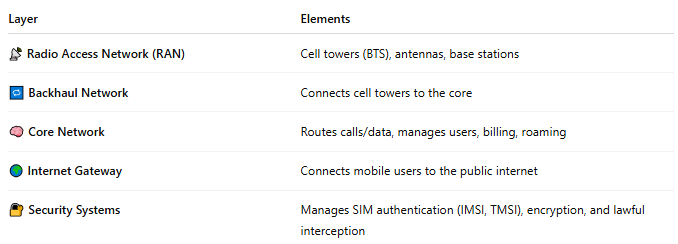 Layer Elements
Radio Access Network (RAN) Cell towers (BTS), antennas, base stations
Backhaul Network Connects cell towers to the core
Core Network Routes calls/data, manages users, billing, roaming
Internet Gateway Connects mobile users to the public internet
Security Systems Manages SIM authentication (IMSI, TMSI), encryption, and lawful
interception